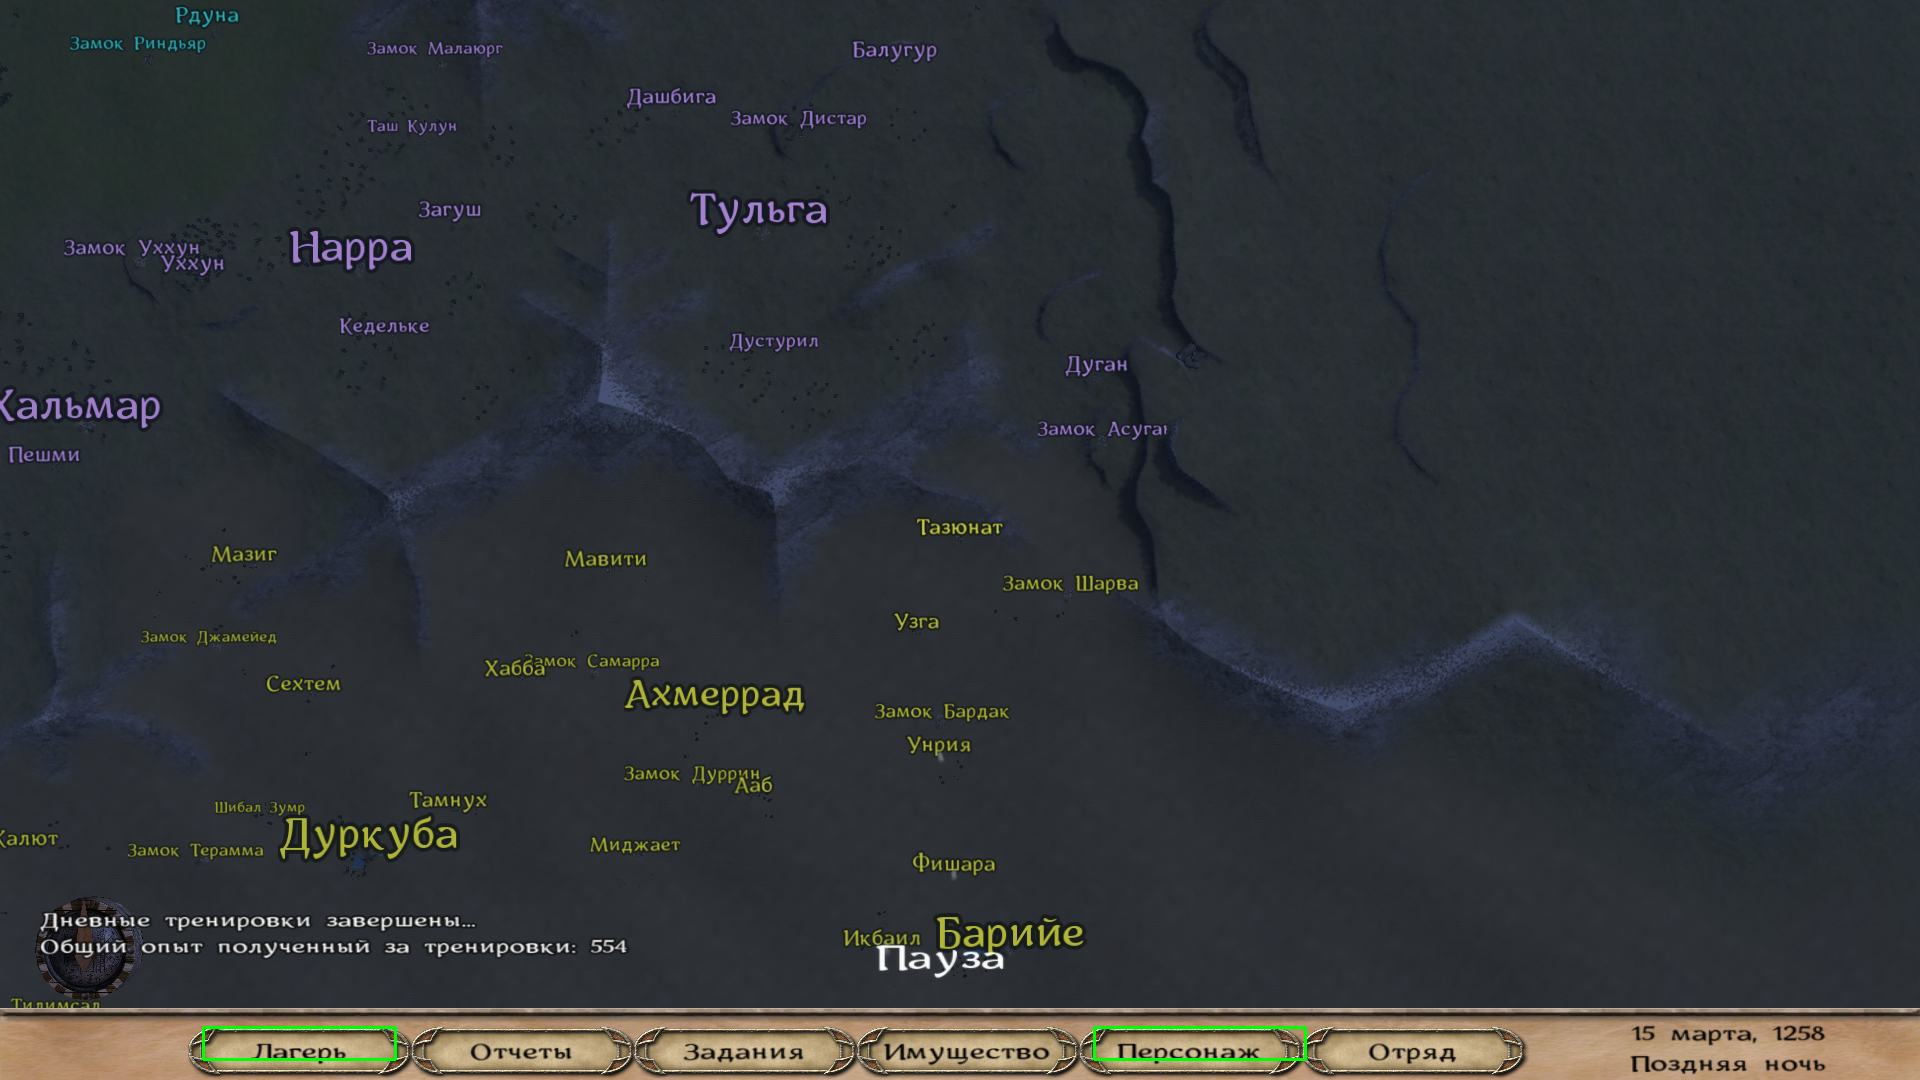 Рдуна
Замок Риндьяр
Замок Малаюрг
Балугур
Дашбига
Замок Дистар
Таш Кулун
Загуш
Тульга
Замок Уххун
Уххун
Нарра
Кедельке
Дустурил
Дуган
Хальмар
Замок Асуган
Пешми
Тазюнат
Мазиг
Мавити
Замок Шарва
Узга
Замок Джамейед
Хабба
Замок Самарра
Сехтем
Ахмеррад
Замок Бардак
Унрия
Замок Дуррин
Ааб
Тамнух
Шибал Зумр
Дуркуба
Калют
Замок Терамма
Миджает
Фишара
Дневные тренировки завершены...
Общий опыт полученный за тренировки: 554
Икбаил
Барийе
Пауза
Тилимсал
Лагерь
Отчеты
Задания
Имущество
Персонаж
Отряд
15 марта, 1258
Поздняя ночь